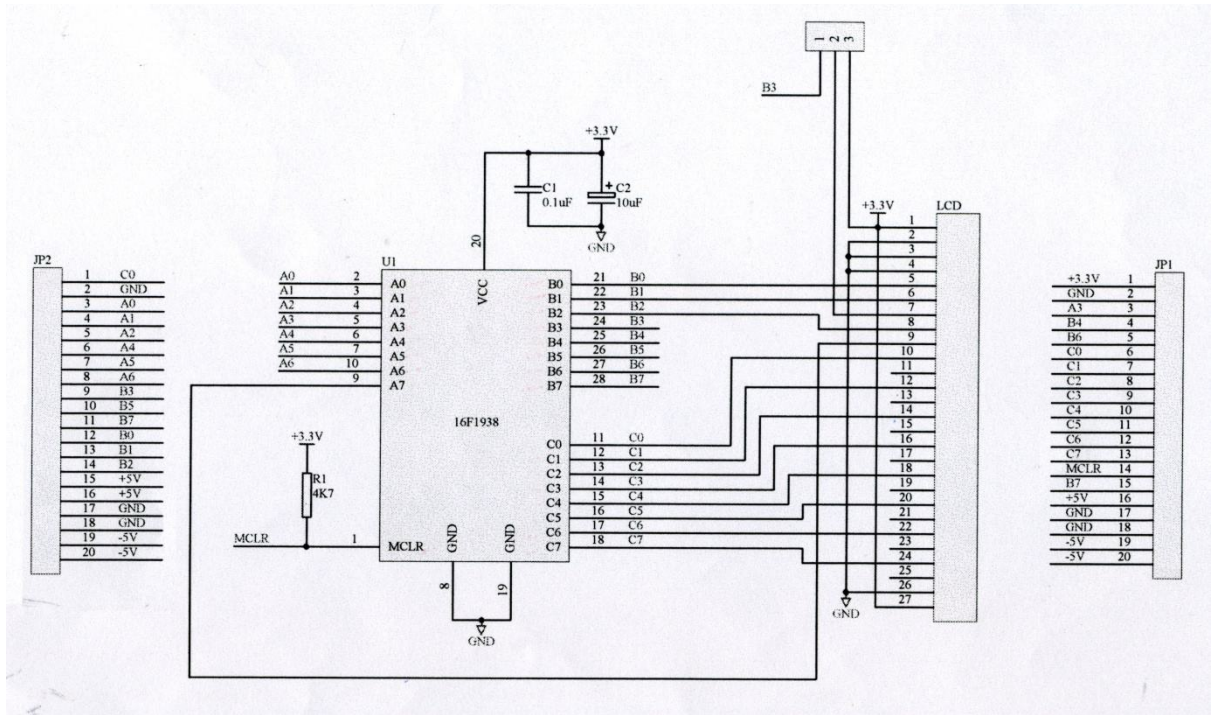 1 2 3
B3
+3.3V
C1
0.1uF
+
C2
10uF
GND
20
VCC
U1
16F1938
A0 2 A0
A1 3 A1
A2 4 A2
A3 5 A3
A4 6 A4
A5 7 A5
A6 10 A6
9 A7
B0 21 B0
B1 22 B1
B2 23 B2
B3 24 B3
B4 25 B4
B5 26 B5
B6 27 B6
B7 28 B7
C0 11 C0
C1 12 C1
C2 13 C2
C3 14 C3
C4 15 C4
C5 16 C5
C6 17 C6
C7 18 C7
+3.3V
R1
4K7
MCLR 1 MCLR
GND GND
8 19
GND
JP2
1 C0
2 GND
3 A0
4 A1
5 A2
6 A4
7 A5
8 A6
9 B3
10 B5
11 B7
12 B0
13 B1
14 B2
15 +5V
16 +5V
17 GND
18 GND
19 -5V
20 -5V
+3.3V
LCD
1
2
3
4
5
6
7
8
9
10
11
12
13
14
15
16
17
18
19
20
21
22
23
24
25
26
27
GND
JP1
+3.3V 1
GND 2
A3 3
B4 4
B6 5
C0 6
C1 7
C2 8
C3 9
C4 10
C5 11
C6 12
C7 13
MCLR 14
B7 15
+5V 16
GND 17
GND 18
-5V 19
-5V 20